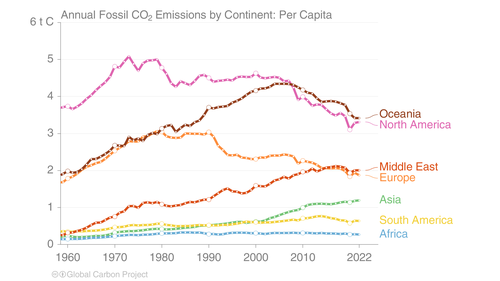 Annual Fossil CO₂ Emissions by Continent: Per Capita
6 t C
5
4
3
2
1
0
Oceania
North America
Middle East
Europe
Asia
South America
Africa
1960 1970 1980 1990 2000 2010 2022
Global Carbon Project